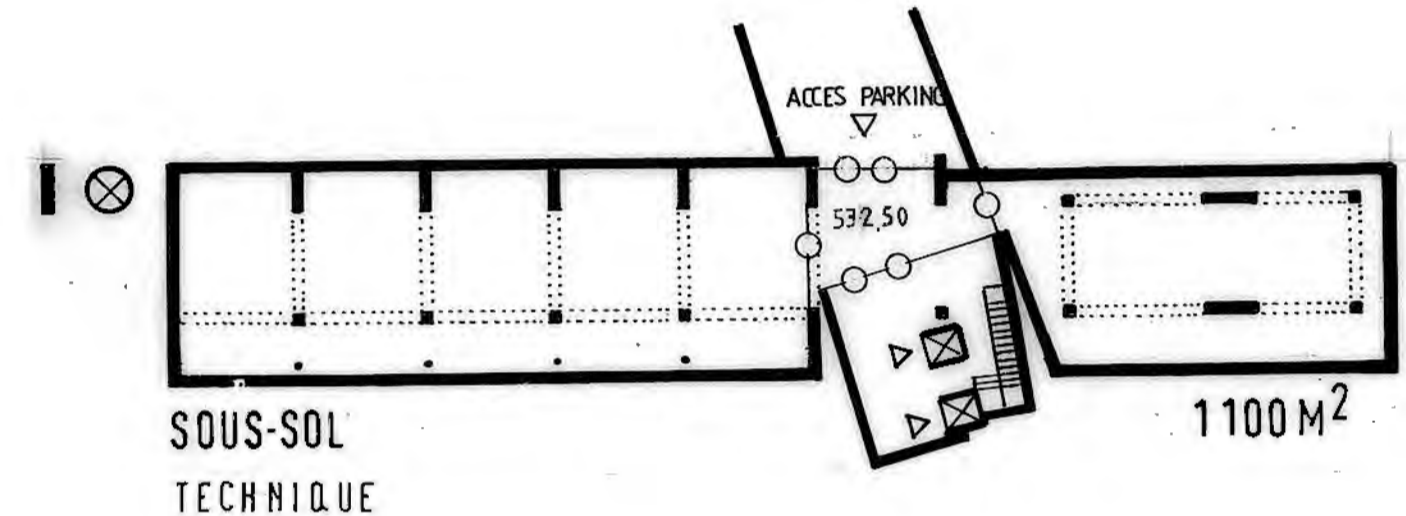 ACCES PARKING
532,50
SOUS-SOL
TECHNIQUE
1100 M²